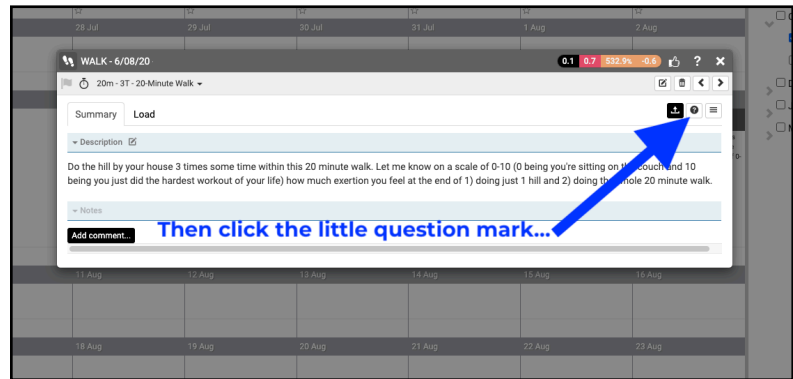 28 Jul 29 Jul 30 Jul 31 Jul 1 Aug 2 Aug
WALK - 6/08/20 0.1 0.7 532.9% -0.6 ? ×
20m - 3T - 20-Minute Walk
Summary Load
Description
Do the hill by your house 3 times some time within this 20 minute walk. Let me know on a scale of 0-10 (0 being you're sitting on the couch and 10
being you just did the hardest workout of your life) how much exertion you feel at the end of 1) doing just 1 hill and 2) doing the whole 20 minute walk.
Notes
Add comment... Then click the little question mark...
11 Aug 12 Aug 13 Aug 14 Aug 15 Aug 16 Aug
18 Aug 19 Aug 20 Aug 21 Aug 22 Aug 23 Aug